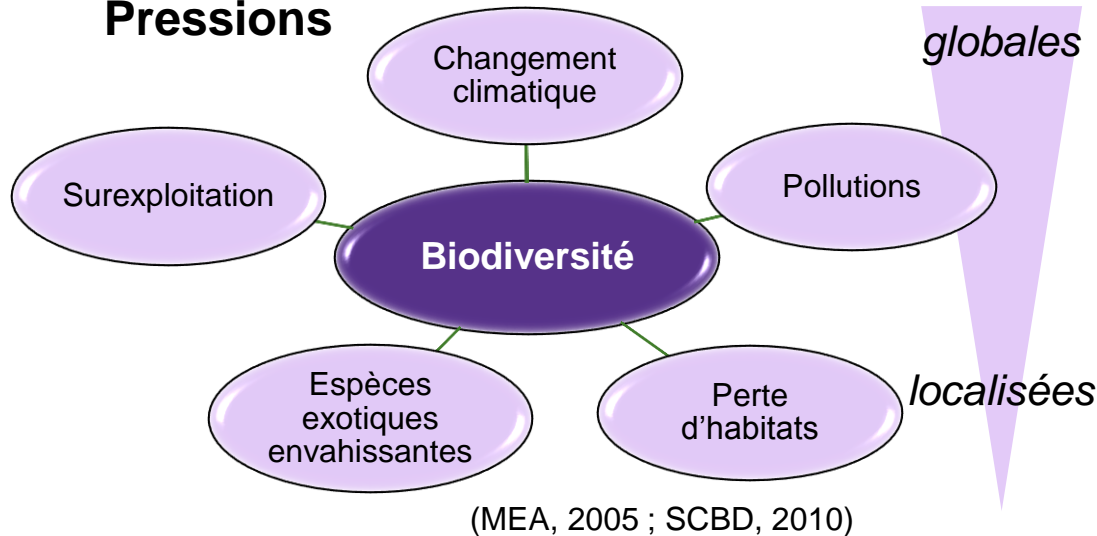 Pressions
globales
Changement
climatique
Surexploitation
Pollutions
Biodiversité
Espèces
exotiques
envahissantes
Perte
d’habitats
localisées
(MEA, 2005 ; SCBD, 2010)